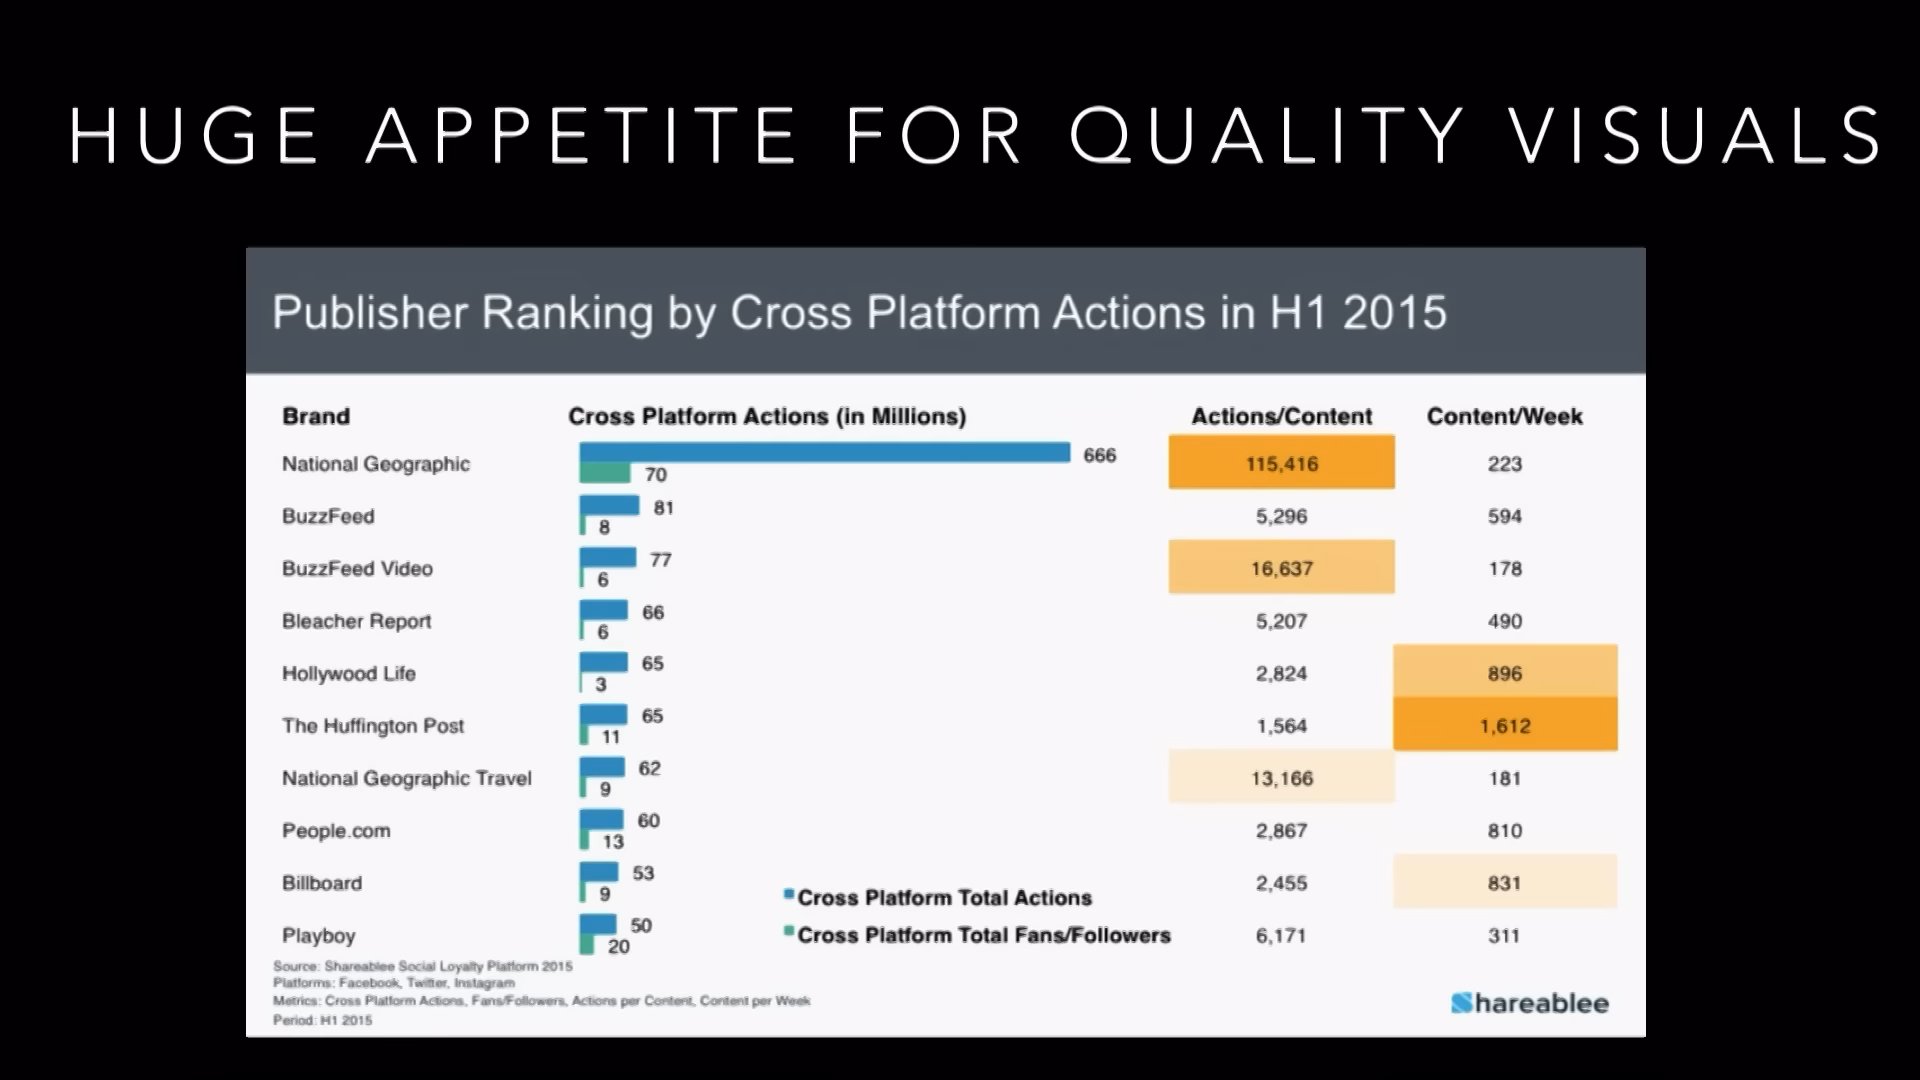 HUGE APPETITE FOR QUALITY VISUALS
Publisher Ranking by Cross Platform Actions in H1 2015
Brand Cross Platform Actions (in Millions) Actions/Content Content/Week
National Geographic 666 70 115,416 223
BuzzFeed 81 8 5,296 594
BuzzFeed Video 77 6 16,637 178
Bleacher Report 66 6 5,207 490
Hollywood Life 65 3 2,824 896
The Huffington Post 65 11 1,564 1,612
National Geographic Travel 62 9 13,166 181
People.com 60 13 2,867 810
Billboard 53 9 2,455 831
Cross Platform Total Actions
Playboy 50 20 6,171 311
Cross Platform Total Fans/Followers
Source: Shareablee Social Loyalty Platform 2015
Platforms: Facebook, Twitter, Instagram
Metrics: Cross Platform Actions, Fans/Followers, Actions per Content, Content per Week
Period: H1 2015
Shareablee